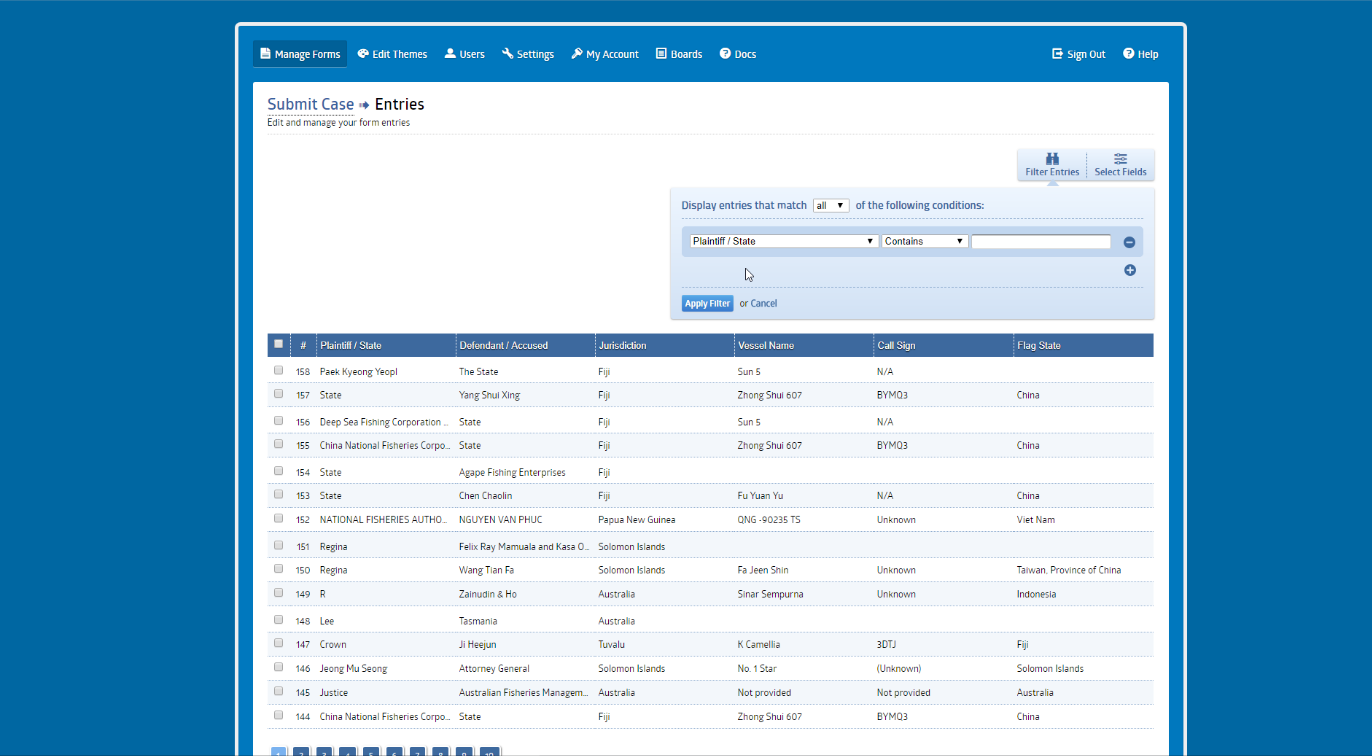 Manage Forms Edit Themes Users Settings My Account Boards Docs Sign Out Help
Submit Case Entries
Edit and manage your form entries
Filter Entries Select Fields
Display entries that match all of the following conditions:
Plaintiff / State Contains
Apply Filter or Cancel
# Plaintiff / State Defendant / Accused Jurisdiction Vessel Name Call Sign Flag State
158 Paek Kyeong Yeopl The State Fiji Sun 5 N/A
157 State Yang Shui Xing Fiji Zhong Shui 607 BYMQ3 China
156 Deep Sea Fishing Corporation ... State Fiji Sun 5 N/A
155 China National Fisheries Corpo... State Fiji Zhong Shui 607 BYMQ3 China
154 State Agape Fishing Enterprises Fiji
153 State Chen Chaolin Fiji Fu Yuan Yu N/A China
152 NATIONAL FISHERIES AUTHO... NGUYEN VAN PHUC Papua New Guinea QNG -90235 TS Unknown Viet Nam
151 Regina Felix Ray Mamuala and Kasa O... Solomon Islands
150 Regina Wang Tian Fa Solomon Islands Fa Jeen Shin Unknown Taiwan, Province of China
149 R Zainudin & Ho Australia Sinar Sempurna Unknown Indonesia
148 Lee Tasmania Australia
147 Crown Ji Heejun Tuvalu K Camellia 3DTJ Fiji
146 Jeong Mu Seong Attorney General Solomon Islands No. 1 Star (Unknown) Solomon Islands
145 Justice Australian Fisheries Managem... Australia Not provided Not provided Australia
144 China National Fisheries Corpo... State Fiji Zhong Shui 607 BYMQ3 China
1 2 3 4 5 6 7 8 9 10